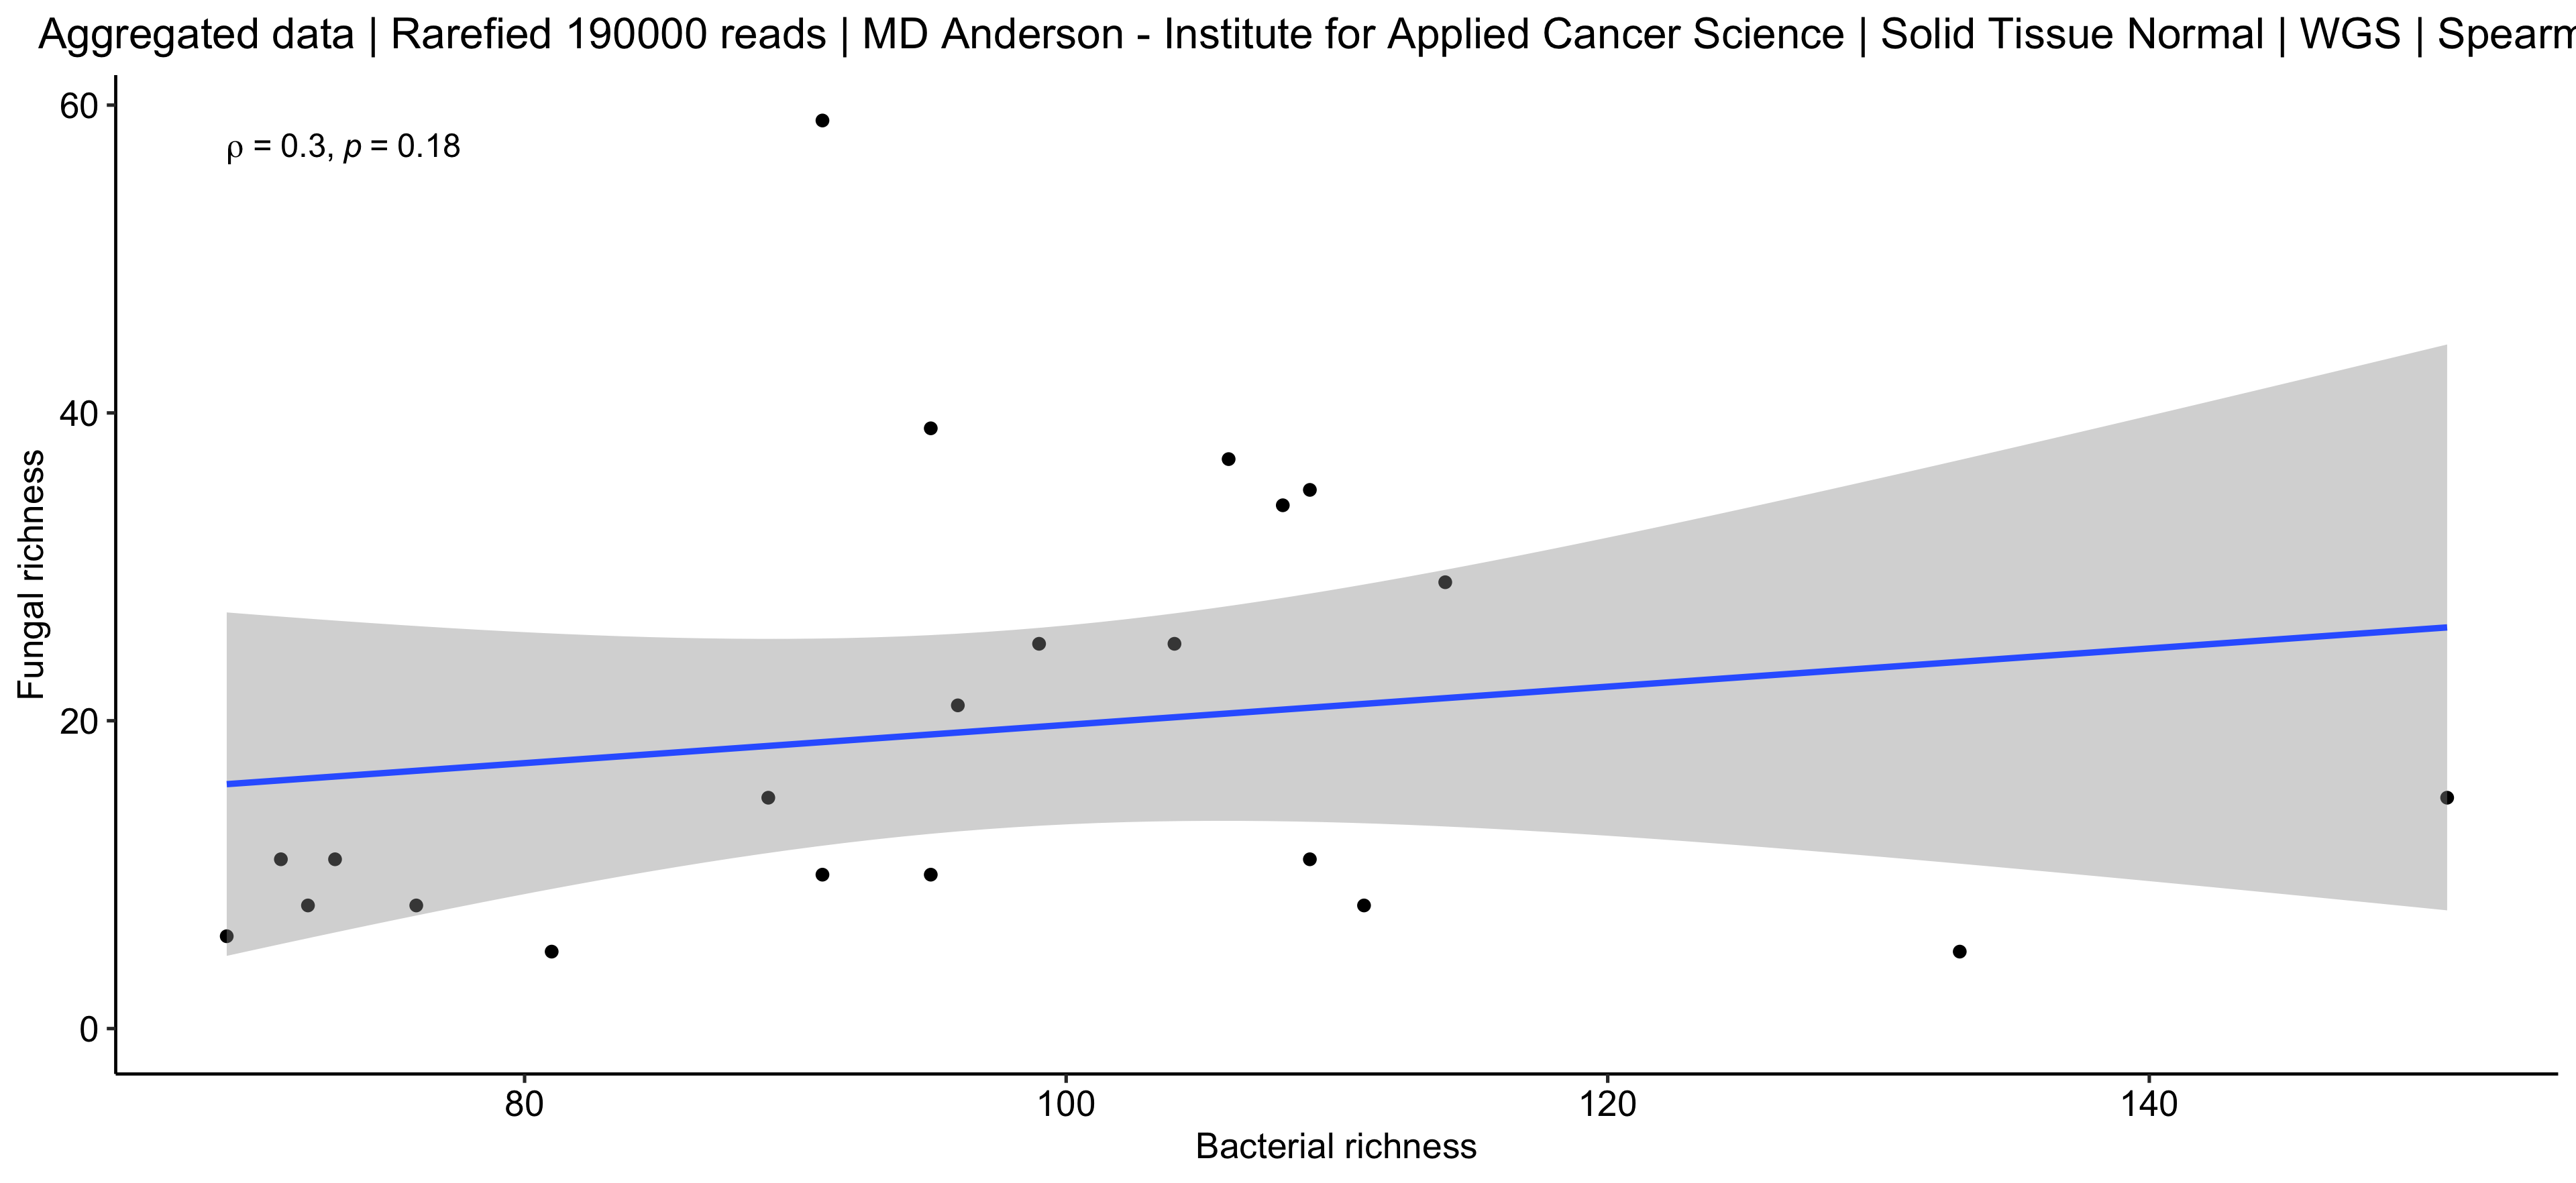 Aggregated data | Rarefied 190000 reads | MD Anderson - Institute for Applied Cancer Science | Solid Tissue Normal | WGS |
60
ρ = 0.3, p = 0.18
40
20
0
Fungal richness
80 100 120 140
Bacterial richness